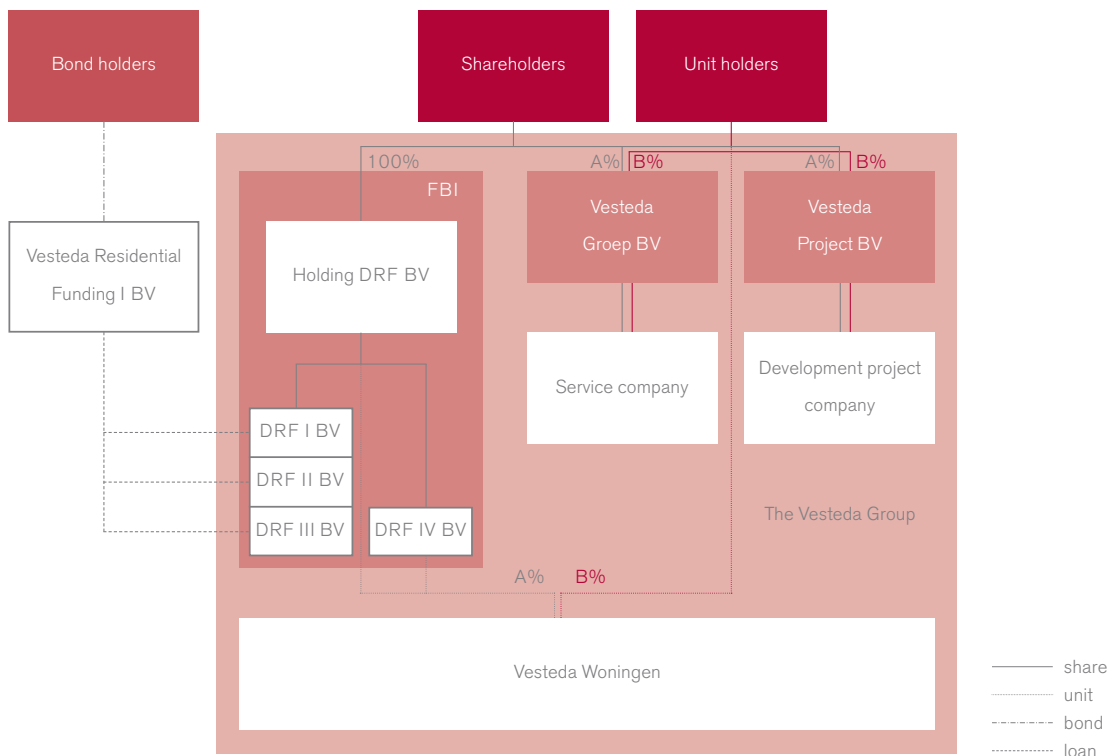 Bond holders
Shareholders
Unit holders
100%
A%
B%
A%
B%
FBI
Vesteda
Groep BV
Vesteda
Project BV
Vesteda Residential
Funding I BV
Holding DRF BV
Service company
Development project
company
DRF I BV
DRF II BV
DRF III BV
DRF IV BV
The Vesteda Group
A%
B%
Vesteda Woningen
share
unit
bond
loan